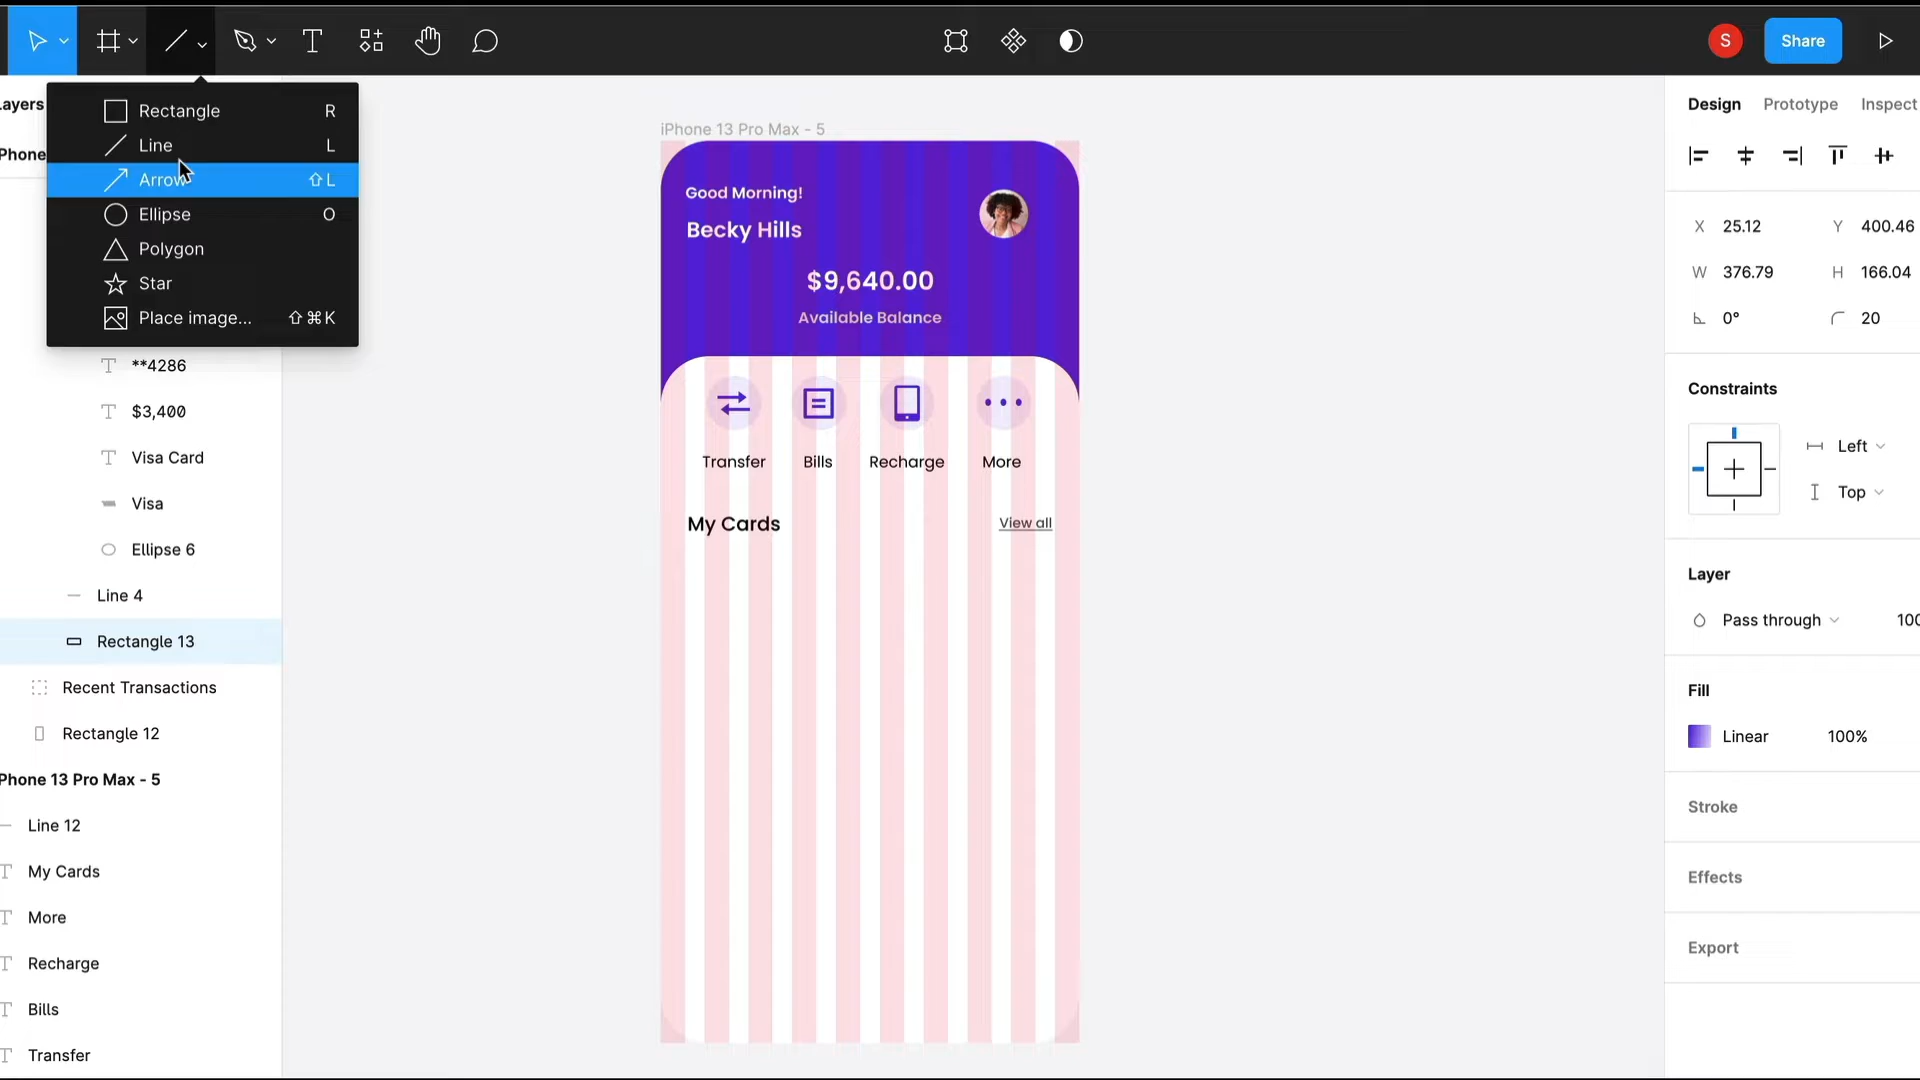 S
Share
Rectangle R
Line L
Arrow ⇧L
Ellipse O
Polygon
Star
Place image... ⇧⌘K
Layers
Phone
**4286
$3,400
Visa Card
Visa
Ellipse 6
Line 4
Rectangle 13
Recent Transactions
Rectangle 12
Phone 13 Pro Max - 5
Line 12
My Cards
More
Recharge
Bills
Transfer
iPhone 13 Pro Max - 5
Good Morning!
Becky Hills
$9,640.00
Available Balance
Transfer Bills Recharge More
My Cards View all
Design Prototype Inspect
X 25.12 Y 400.46
W 376.79 H 166.04
0° 20
Constraints
Left
Top
Layer
Pass through 100
Fill
Linear 100%
Stroke
Effects
Export